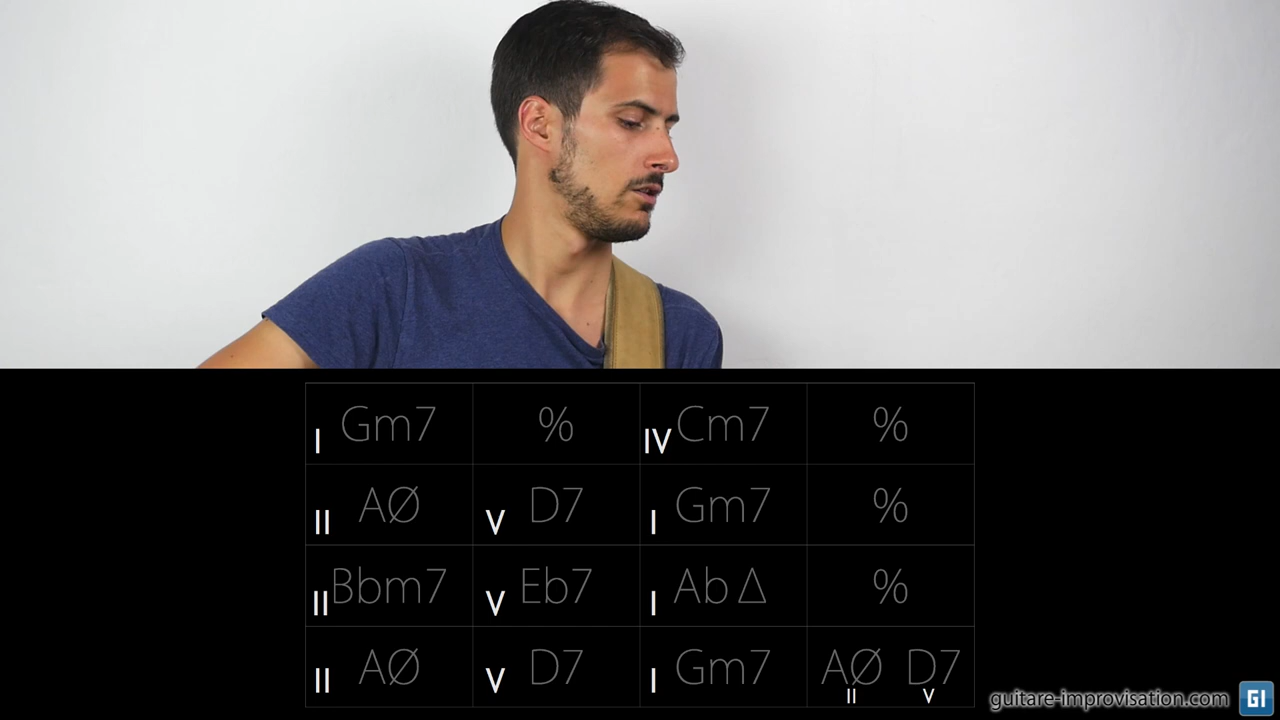 I Gm7 % IV Cm7 %
II AØ V D7 I Gm7 %
II Bbm7 V Eb7 I Ab Δ %
II AØ V D7 I Gm7 AØ D7
II V
guitare-improvisation.com GI